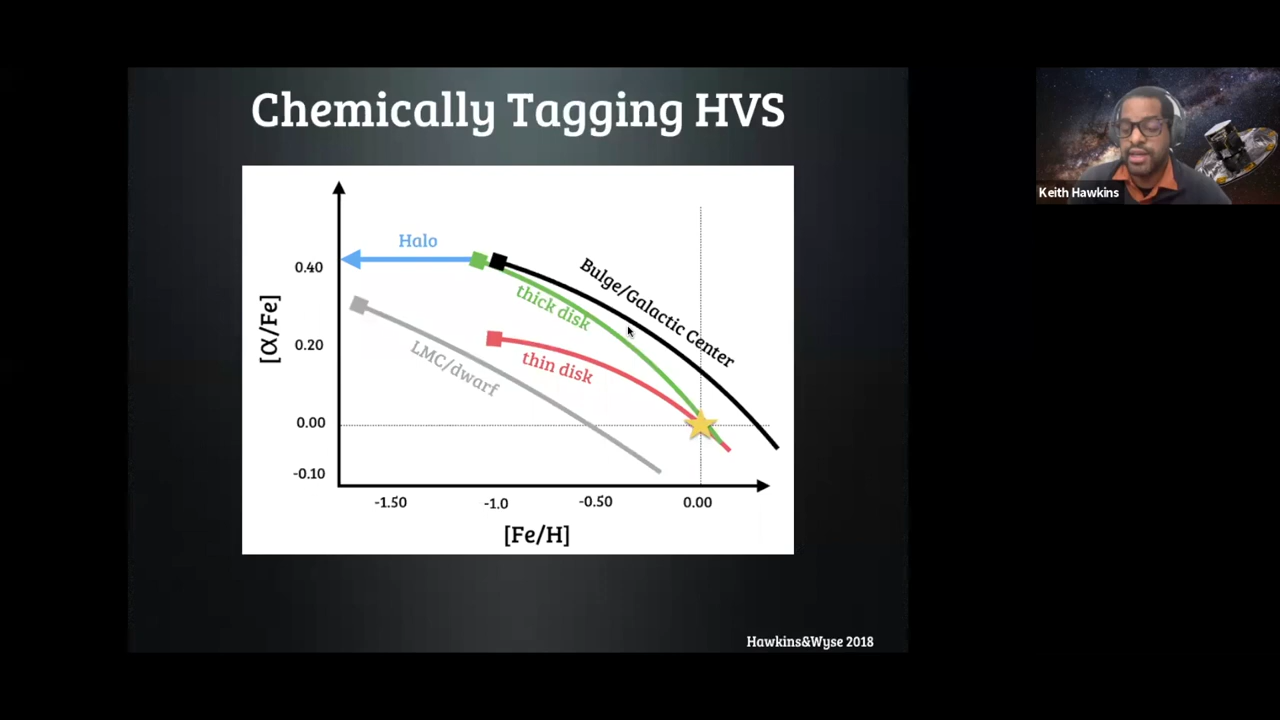 Chemically Tagging HVS
Halo
Bulge/Galactic Center
thick disk
thin disk
LMC/dwarf
[α/Fe]
0.40
0.20
0.00
-0.10
-1.50
-1.0
-0.50
0.00
[Fe/H]
Hawkins&Wyse 2018
Keith Hawkins